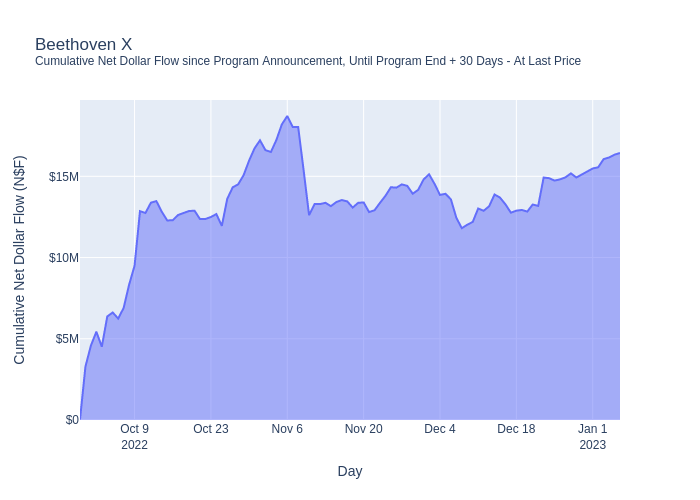 Beethoven X
Cumulative Net Dollar Flow since Program Announcement, Until Program End + 30 Days - At Last Price
Cumulative Net Dollar Flow (N$F)
$15M
$10M
$5M
$0
Oct 9
2022
Oct 23
Nov 6
Nov 20
Dec 4
Dec 18
Jan 1
2023
Day